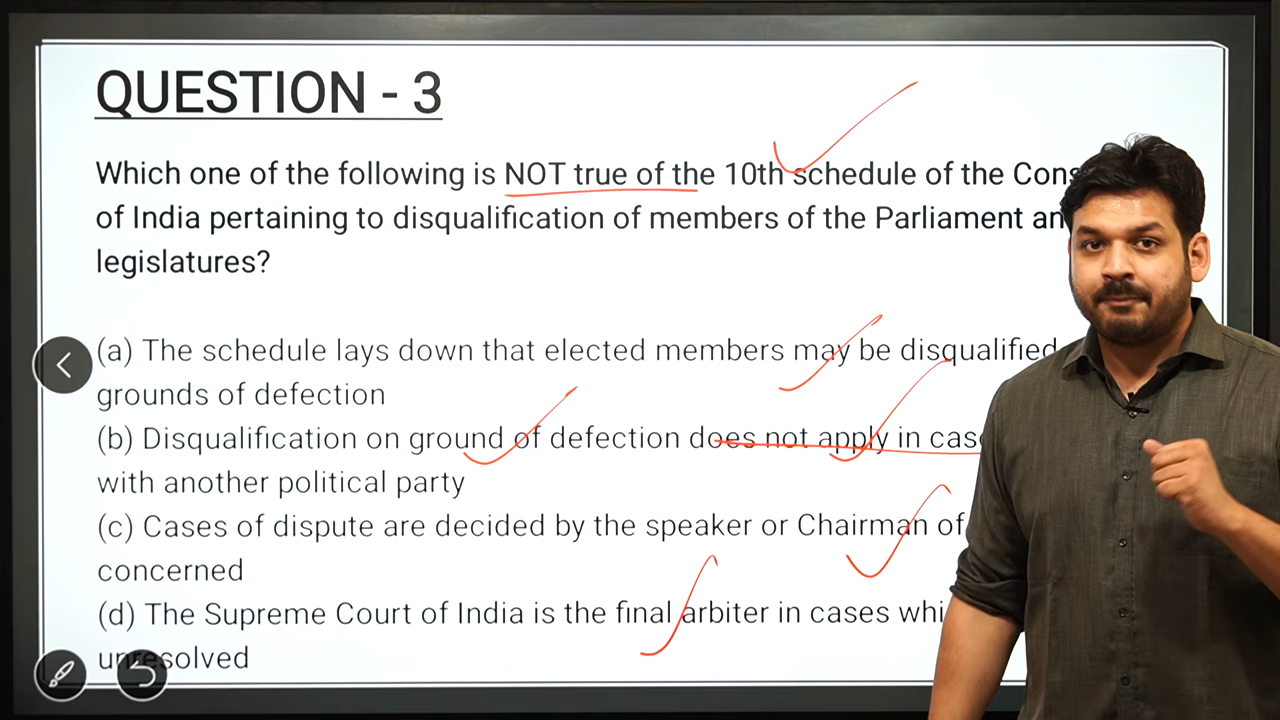 QUESTION - 3
Which one of the following is NOT true of the 10th schedule of the Cons
of India pertaining to disqualification of members of the Parliament an
legislatures?
(a) The schedule lays down that elected members may be disqualified
grounds of defection
(b) Disqualification on ground of defection does not apply in cas
with another political party
(c) Cases of dispute are decided by the speaker or Chairman of
concerned
(d) The Supreme Court of India is the final arbiter in cases whi
unresolved